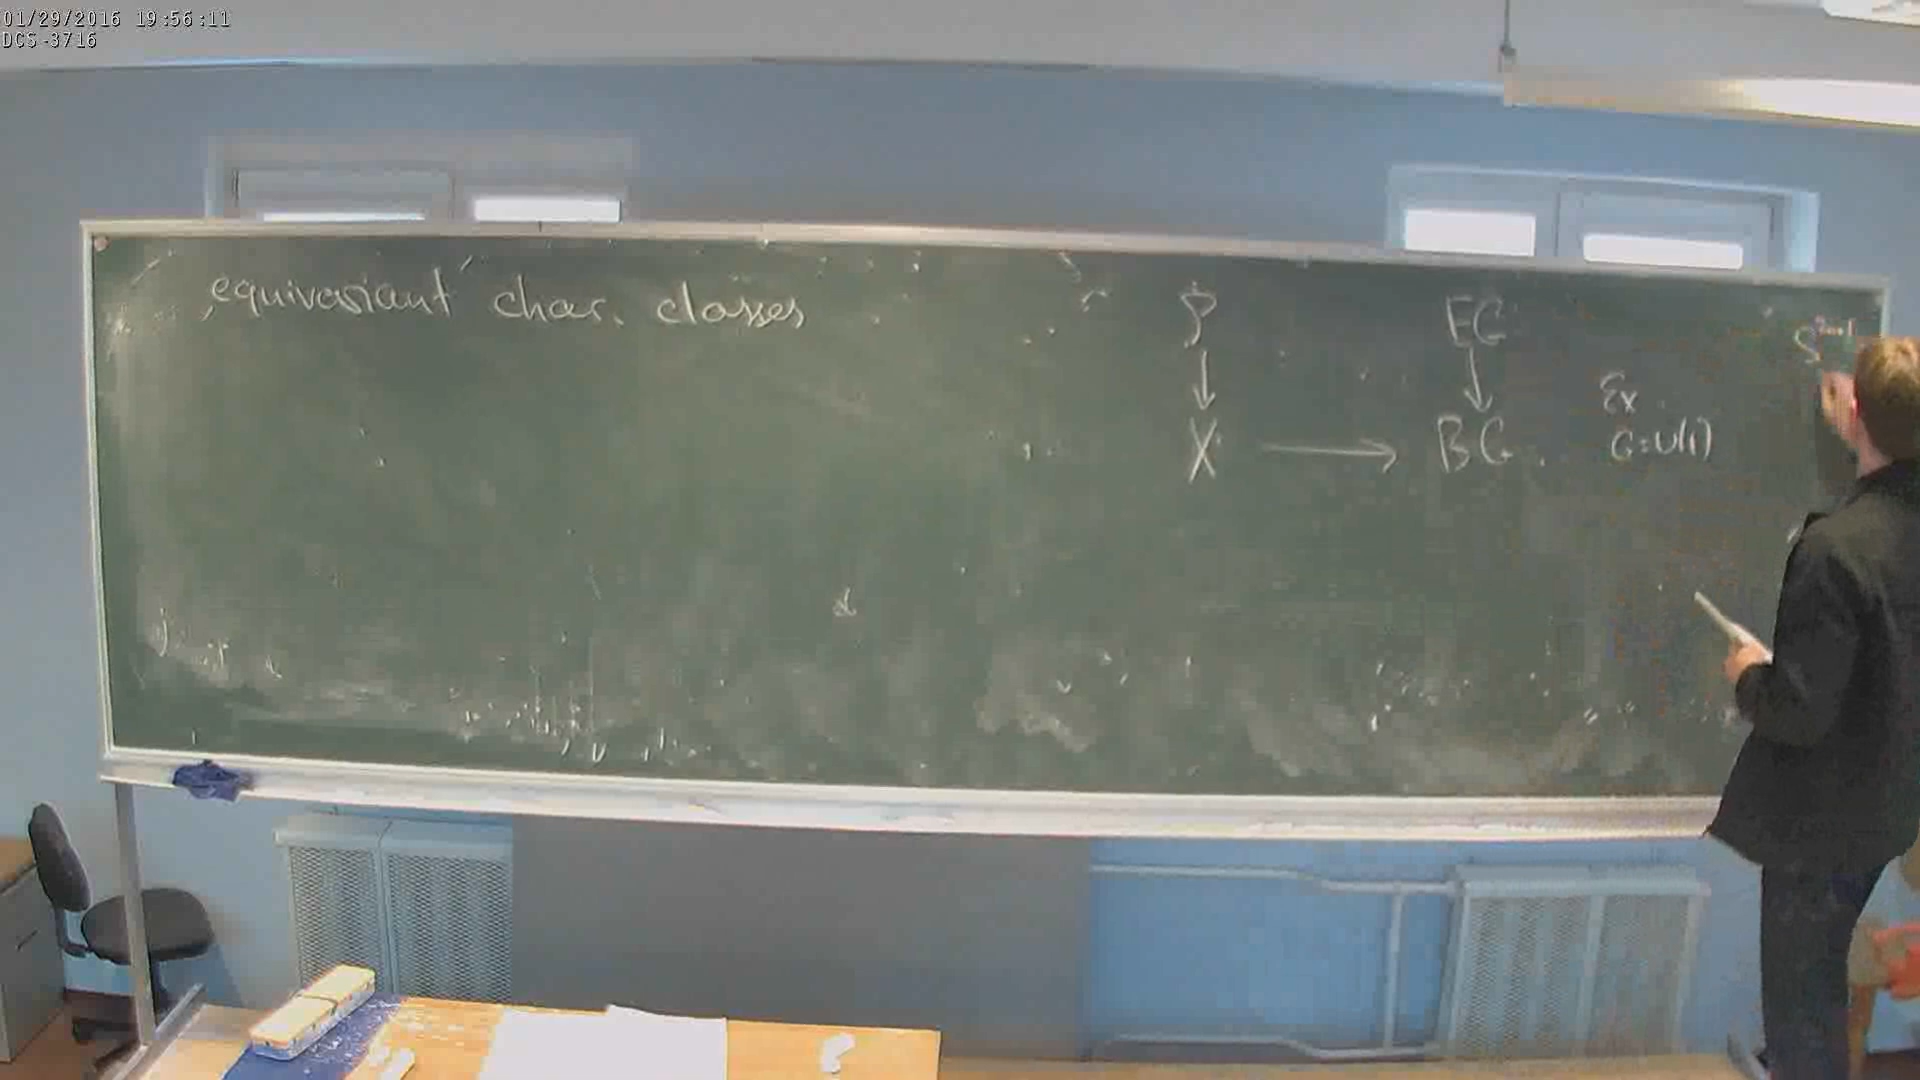 01/29/2016 19:56:11
DCS-3716
equivariant char. classes
P EG
↓ ↓
X → BG.
Ex.
G=U(1)
S